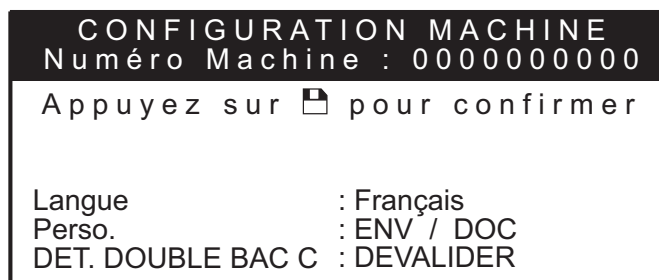 CONFIGURATION MACHINE
Numéro Machine : 0000000000
Appuyez sur 💾 pour confirmer
Langue : Français
Perso. : ENV / DOC
DET. DOUBLE BAC C : DEVALIDER